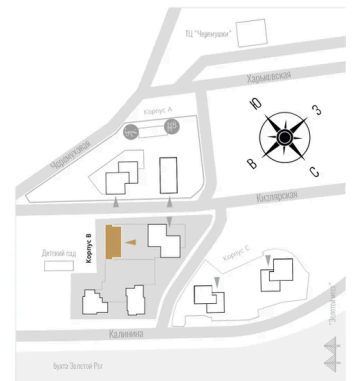 ТЦ "Черемушки"
Харьковская
Корпус А
Черемуховая
Ю
З
В
С
Кизлярская
Корпус В
Детский сад
Корпус С
Калинина
бухта Золотой Рог